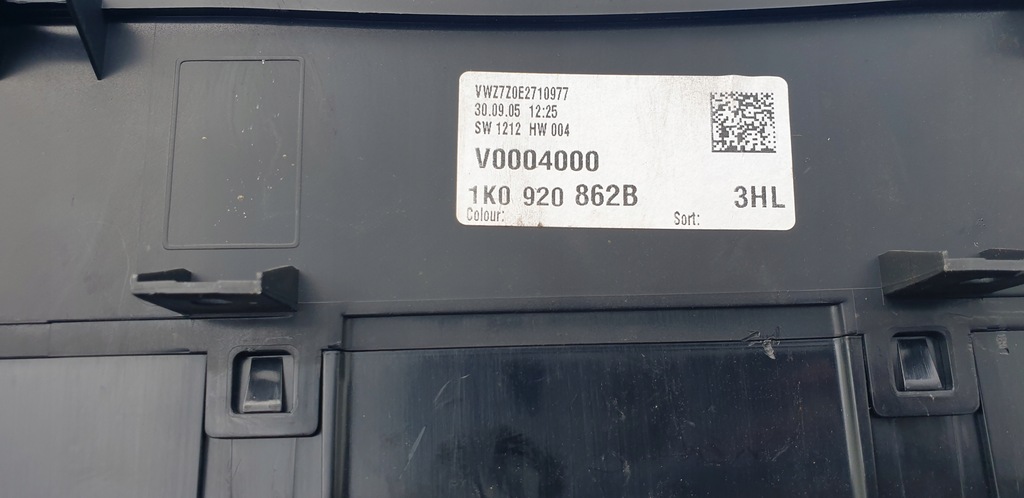 VWZ7Z0E2710977
30.09.05 12:25
SW 1212 HW 004
V0004000
1K0 920 862B 3HL
Colour: Sort: